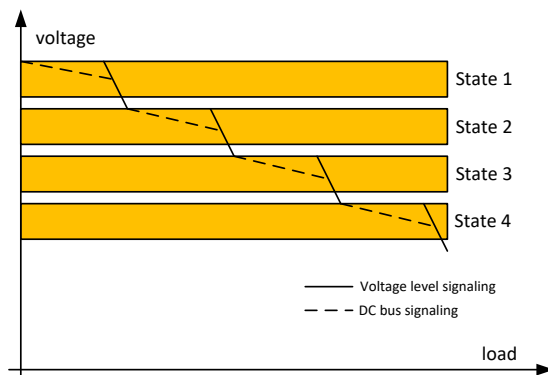 voltage
State 1
State 2
State 3
State 4
Voltage level signaling
DC bus signaling
load